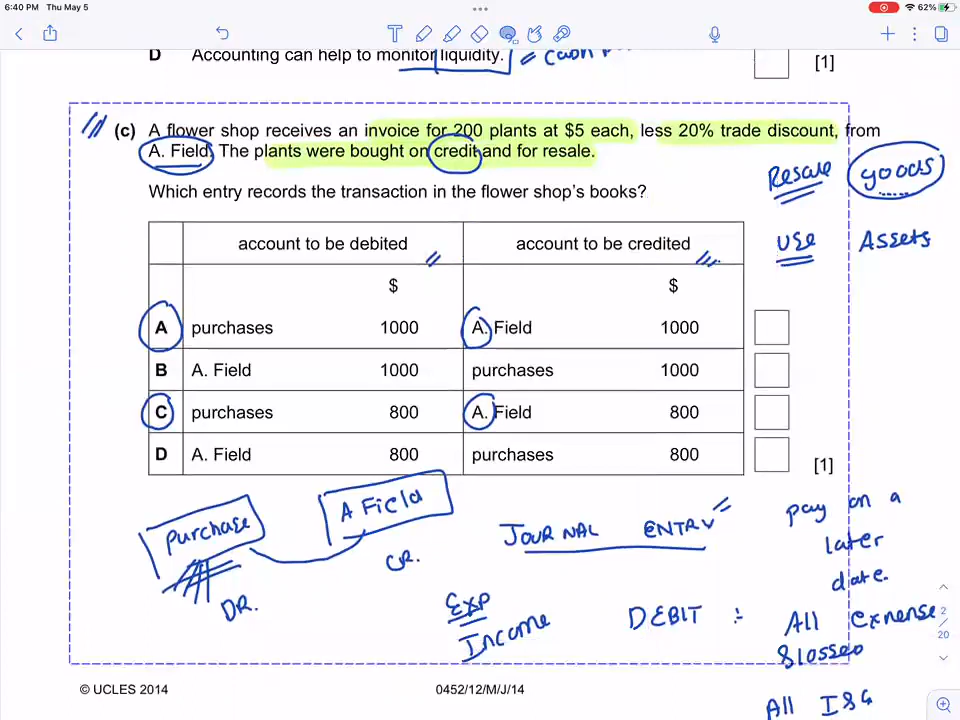 6:40 PM Thu May 5
62%
D Accounting can help to monitor liquidity. = cash
[1]
(c) A flower shop receives an invoice for 200 plants at $5 each, less 20% trade discount, from
A. Field. The plants were bought on credit and for resale.
Resale goods
Which entry records the transaction in the flower shop's books?
USE Assets
account to be debited account to be credited
$ $
A purchases 1000 A. Field 1000
B A. Field 1000 purchases 1000
C purchases 800 A. Field 800
D A. Field 800 purchases 800
[1]
Purchase A Field
JOURNAL ENTRY
pay on a
later
date.
CR.
DR.
EXP
Income
DEBIT : All expense
& losses
2
/
20
© UCLES 2014 0452/12/M/J/14
All